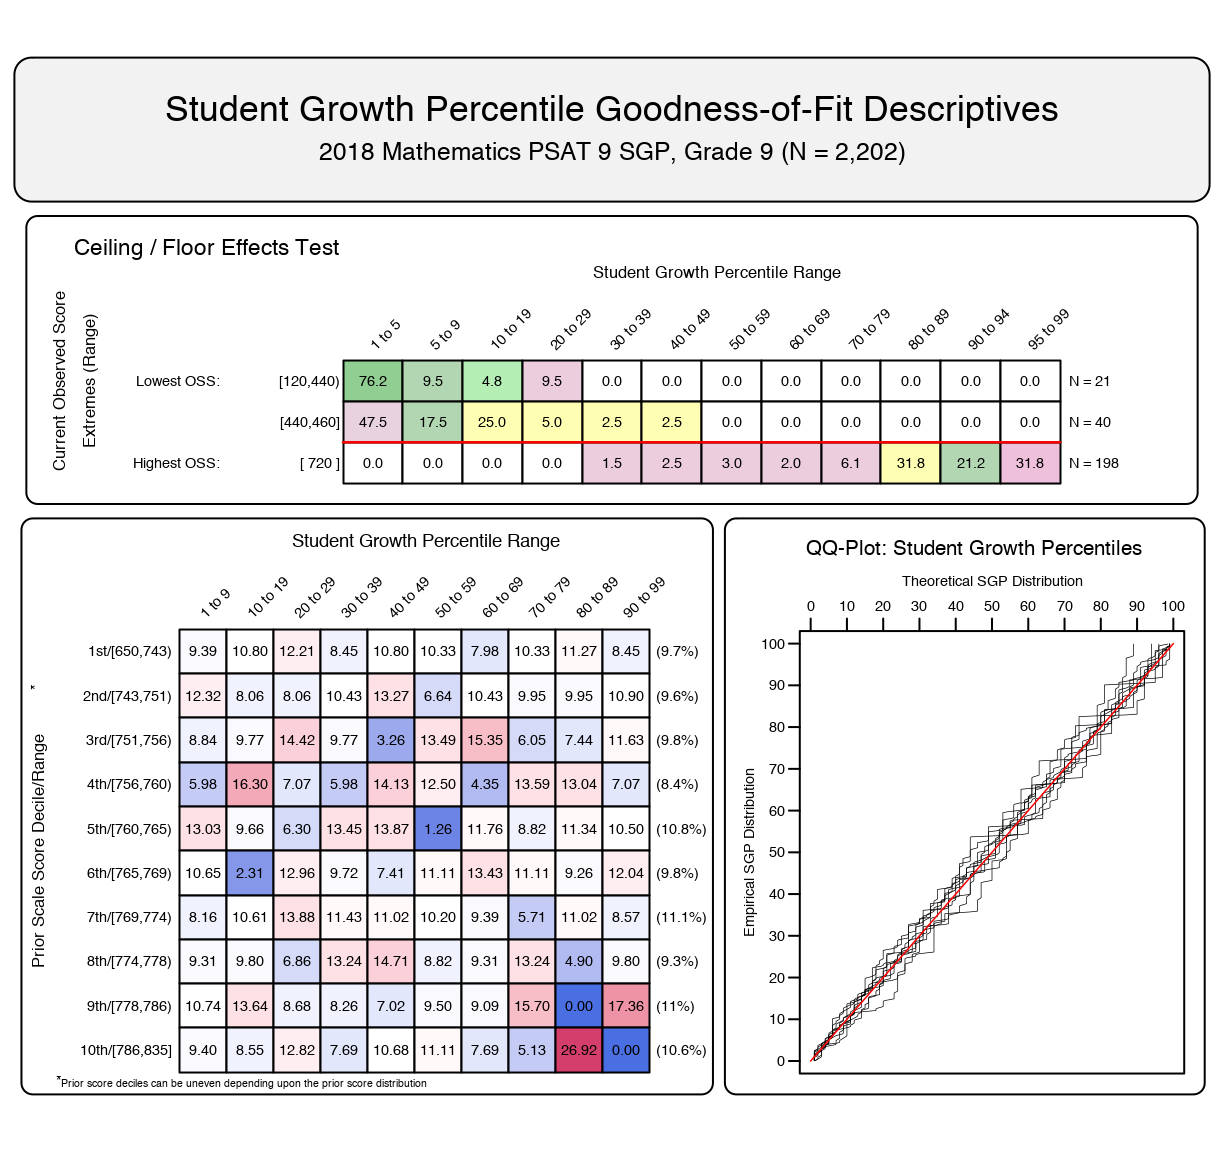 Student Growth Percentile Goodness-of-Fit Descriptives
2018 Mathematics PSAT 9 SGP, Grade 9 (N = 2,202)
Ceiling / Floor Effects Test
Student Growth Percentile Range
Current Observed Score
Extremes (Range)
1 to 5 5 to 9 10 to 19 20 to 29 30 to 39 40 to 49 50 to 59 60 to 69 70 to 79 80 to 89 90 to 94 95 to 99
Lowest OSS: [120,440) 76.2 9.5 4.8 9.5 0.0 0.0 0.0 0.0 0.0 0.0 0.0 0.0 N = 21
[440,460] 47.5 17.5 25.0 5.0 2.5 2.5 0.0 0.0 0.0 0.0 0.0 0.0 N = 40
Highest OSS: [ 720 ] 0.0 0.0 0.0 0.0 1.5 2.5 3.0 2.0 6.1 31.8 21.2 31.8 N = 198
Student Growth Percentile Range
Prior Scale Score Decile/Range *
1 to 9 10 to 19 20 to 29 30 to 39 40 to 49 50 to 59 60 to 69 70 to 79 80 to 89 90 to 99
1st/[650,743) 9.39 10.80 12.21 8.45 10.80 10.33 7.98 10.33 11.27 8.45 (9.7%)
2nd/[743,751) 12.32 8.06 8.06 10.43 13.27 6.64 10.43 9.95 9.95 10.90 (9.6%)
3rd/[751,756) 8.84 9.77 14.42 9.77 3.26 13.49 15.35 6.05 7.44 11.63 (9.8%)
4th/[756,760) 5.98 16.30 7.07 5.98 14.13 12.50 4.35 13.59 13.04 7.07 (8.4%)
5th/[760,765) 13.03 9.66 6.30 13.45 13.87 1.26 11.76 8.82 11.34 10.50 (10.8%)
6th/[765,769) 10.65 2.31 12.96 9.72 7.41 11.11 13.43 11.11 9.26 12.04 (9.8%)
7th/[769,774) 8.16 10.61 13.88 11.43 11.02 10.20 9.39 5.71 11.02 8.57 (11.1%)
8th/[774,778) 9.31 9.80 6.86 13.24 14.71 8.82 9.31 13.24 4.90 9.80 (9.3%)
9th/[778,786) 10.74 13.64 8.68 8.26 7.02 9.50 9.09 15.70 0.00 17.36 (11%)
10th/[786,835] 9.40 8.55 12.82 7.69 10.68 11.11 7.69 5.13 26.92 0.00 (10.6%)
*Prior score deciles can be uneven depending upon the prior score distribution
QQ-Plot: Student Growth Percentiles
Theoretical SGP Distribution
0 10 20 30 40 50 60 70 80 90 100
Empirical SGP Distribution
100
90
80
70
60
50
40
30
20
10
0